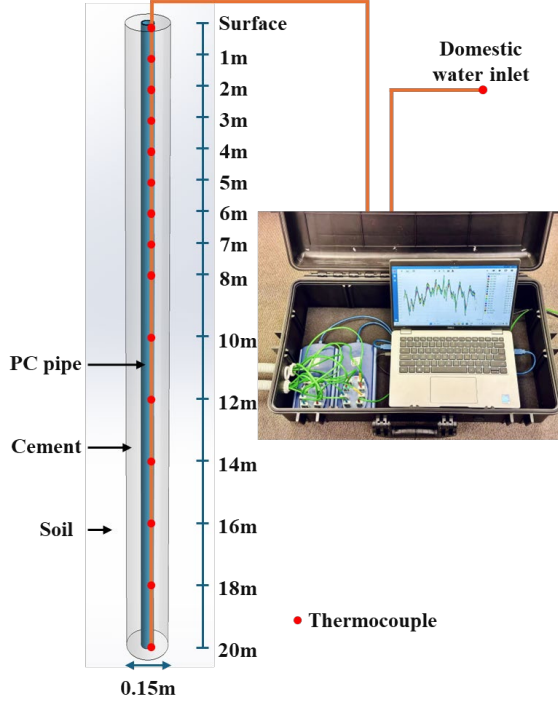 Surface
1m
2m
3m
4m
5m
6m
7m
8m
10m
12m
14m
16m
18m
20m
PC pipe
Cement
Soil
0.15m
Domestic
water inlet
Thermocouple